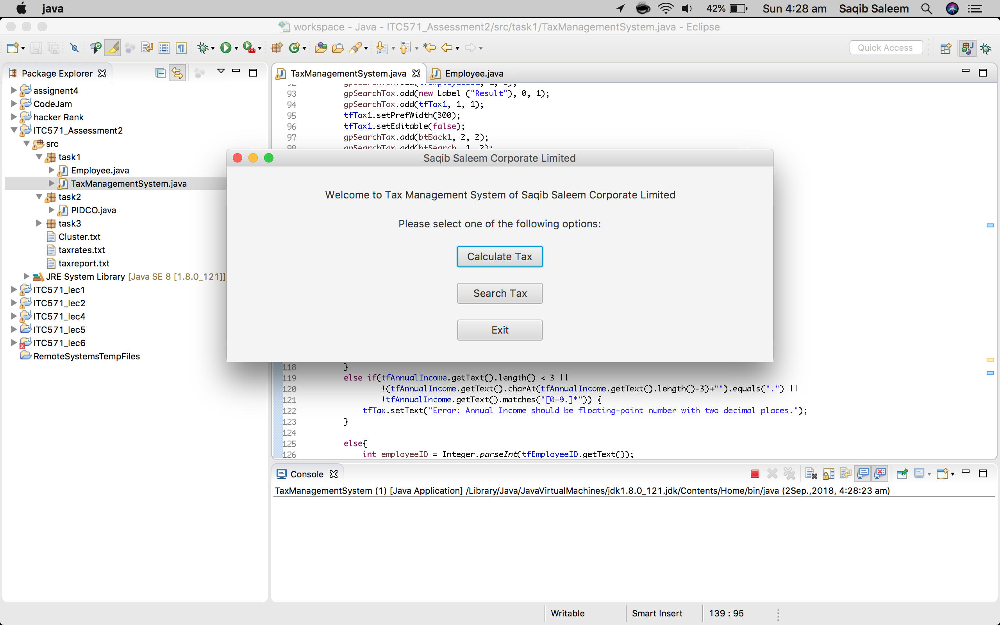 java
42%
Sun 4:28 am
Saqib Saleem
workspace - Java - ITC571_Assessment2/src/task1/TaxManagementSystem.java - Eclipse
Quick Access
Package Explorer
assignent4
CodeJam
hacker Rank
ITC571_Assessment2
src
task1
Employee.java
TaxManagementSystem.java
task2
PIDCO.java
task3
Cluster.txt
taxrates.txt
taxreport.txt
JRE System Library [Java SE 8 [1.8.0_121]]
ITC571_lec1
ITC571_lec2
ITC571_lec4
ITC571_lec5
ITC571_lec6
RemoteSystemsTempFiles
TaxManagementSystem.java
Employee.java
93 gpSearchTax.add(new Label ("Result"), 0, 1);
94 gpSearchTax.add(tfTax1, 1, 1);
95 tfTax1.setPrefWidth(300);
96 tfTax1.setEditable(false);
97 gpSearchTax.add(btBack1, 2, 2);
98 gpSearchTax.add(btSearch, 1, 2);
Saqib Saleem Corporate Limited
Welcome to Tax Management System of Saqib Saleem Corporate Limited
Please select one of the following options:
Calculate Tax
Search Tax
Exit
118 }
119 else if(tfAnnualIncome.getText().length() < 3 ||
120 !(tfAnnualIncome.getText().charAt(tfAnnualIncome.getText().length()-3)+"").equals(".") ||
121 !tfAnnualIncome.getText().matches("[0-9.]*")) {
122 tfTax.setText("Error: Annual Income should be floating-point number with two decimal places.");
123 }
124
125 else{
126 int employeeID = Integer.parseInt(tfEmployeeID.getText());
Console
TaxManagementSystem (1) [Java Application] /Library/Java/JavaVirtualMachines/jdk1.8.0_121.jdk/Contents/Home/bin/java (2Sep.,2018, 4:28:23 am)
Writable
Smart Insert
139 : 95